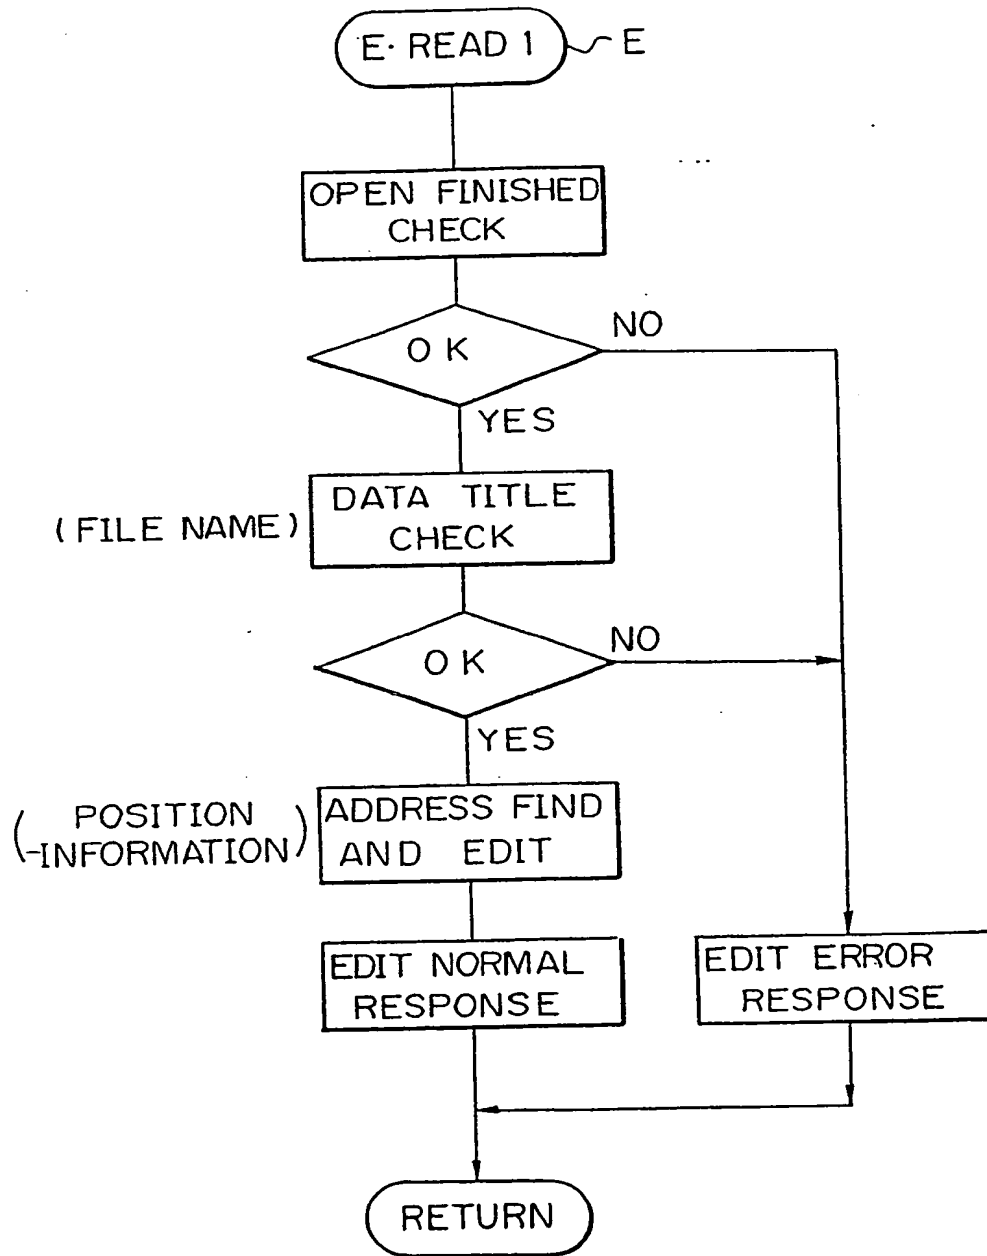 E· READ 1
E
OPEN FINISHED
CHECK
OK
NO
YES
(FILE NAME)
DATA TITLE
CHECK
OK
NO
YES
(POSITION
-INFORMATION)
ADDRESS FIND
AND EDIT
EDIT NORMAL
RESPONSE
EDIT ERROR
RESPONSE
RETURN